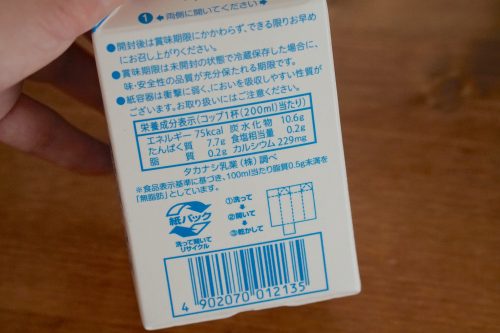 ① ←両側に開いてください→
●開封後は賞味期限にかかわらず、できる限りお早め
にお召し上がりください。
●賞味期限は未開封の状態で冷蔵保存した場合に、
味・安全性の品質が充分保たれる期限です。
●紙容器は衝撃に弱く、においを吸収しやすい性質が
ございます。お取り扱いにはご注意ください。
栄養成分表示(コップ1杯(200ml)当たり)
エネルギー 75kcal 炭水化物 10.6g
たんぱく質 7.7g 食塩相当量 0.2g
脂質 0.2g カルシウム 229mg
タカナシ乳業(株)調べ
※食品表示基準に基づき、100ml当たり脂質0.5g未満を
「無脂肪」としています。
紙パック
洗って開いて
リサイクル
①洗って
②開いて
③乾かして
4 902070 012135